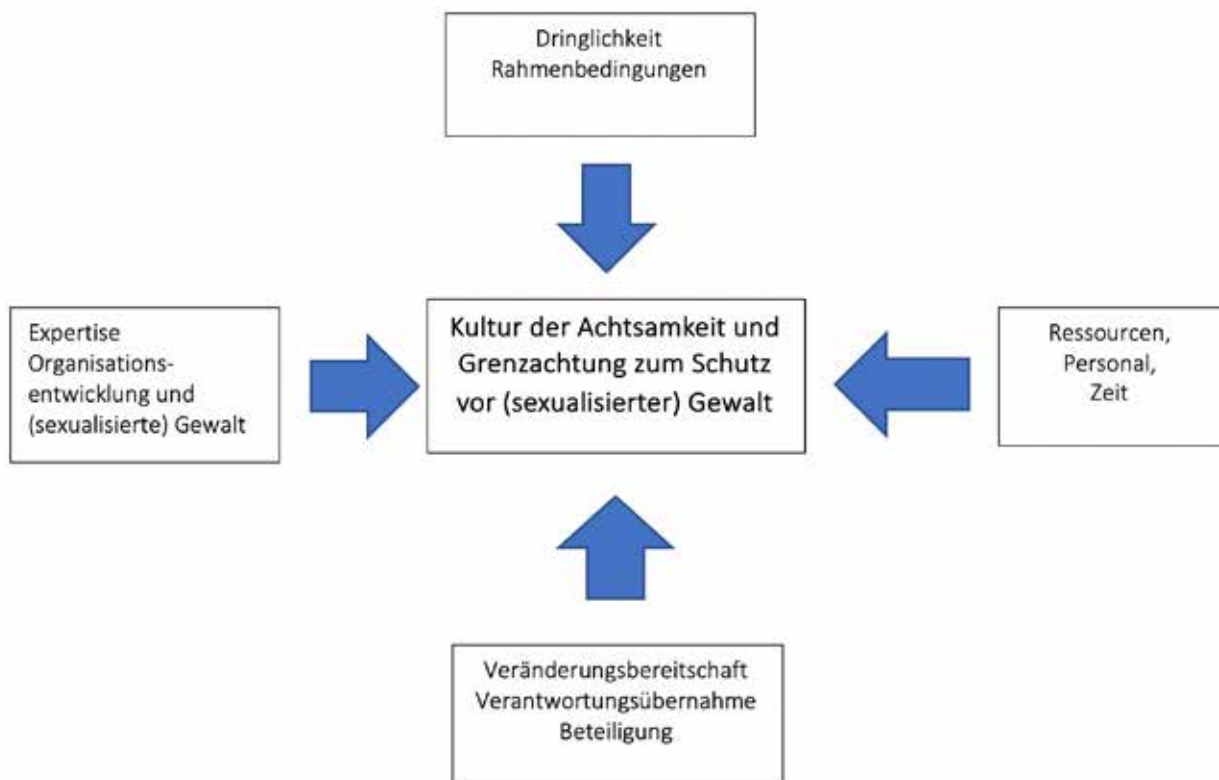 Dringlichkeit
Rahmenbedingungen
Expertise
Organisations-
entwicklung und
(sexualisierte) Gewalt
Kultur der Achtsamkeit und
Grenzachtung zum Schutz
vor (sexualisierter) Gewalt
Ressourcen,
Personal,
Zeit
Veränderungsbereitschaft
Verantwortungsübernahme
Beteiligung